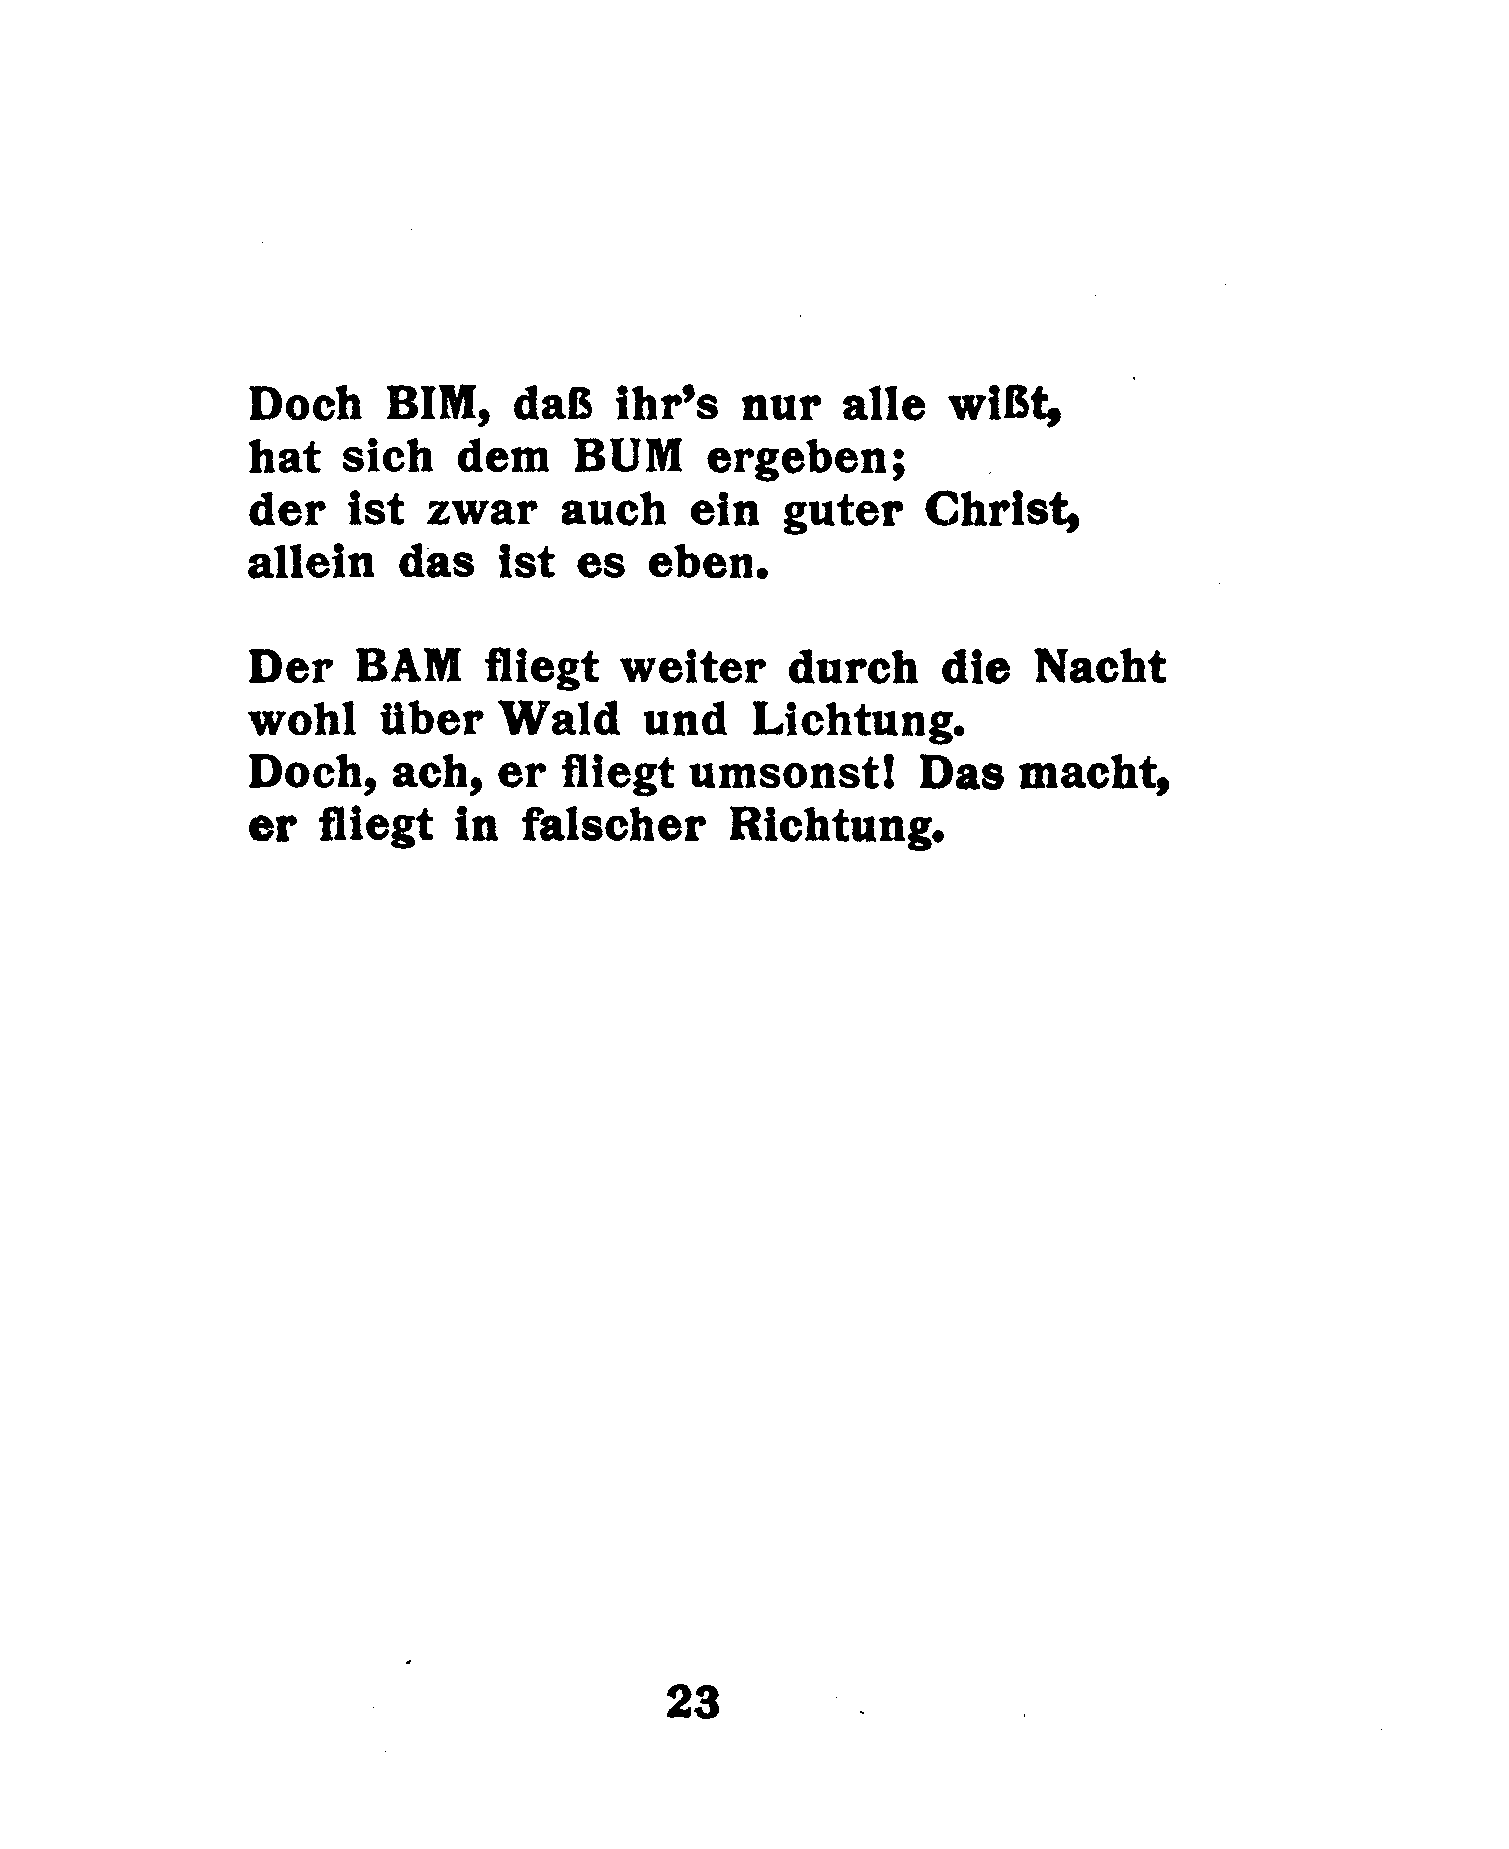 Doch BIM, daß ihr's nur alle wißt,
hat sich dem BUM ergeben;
der ist zwar auch ein guter Christ,
allein das ist es eben.

Der BAM fliegt weiter durch die Nacht
wohl über Wald und Lichtung.
Doch, ach, er fliegt umsonst! Das macht,
er fliegt in falscher Richtung.

23